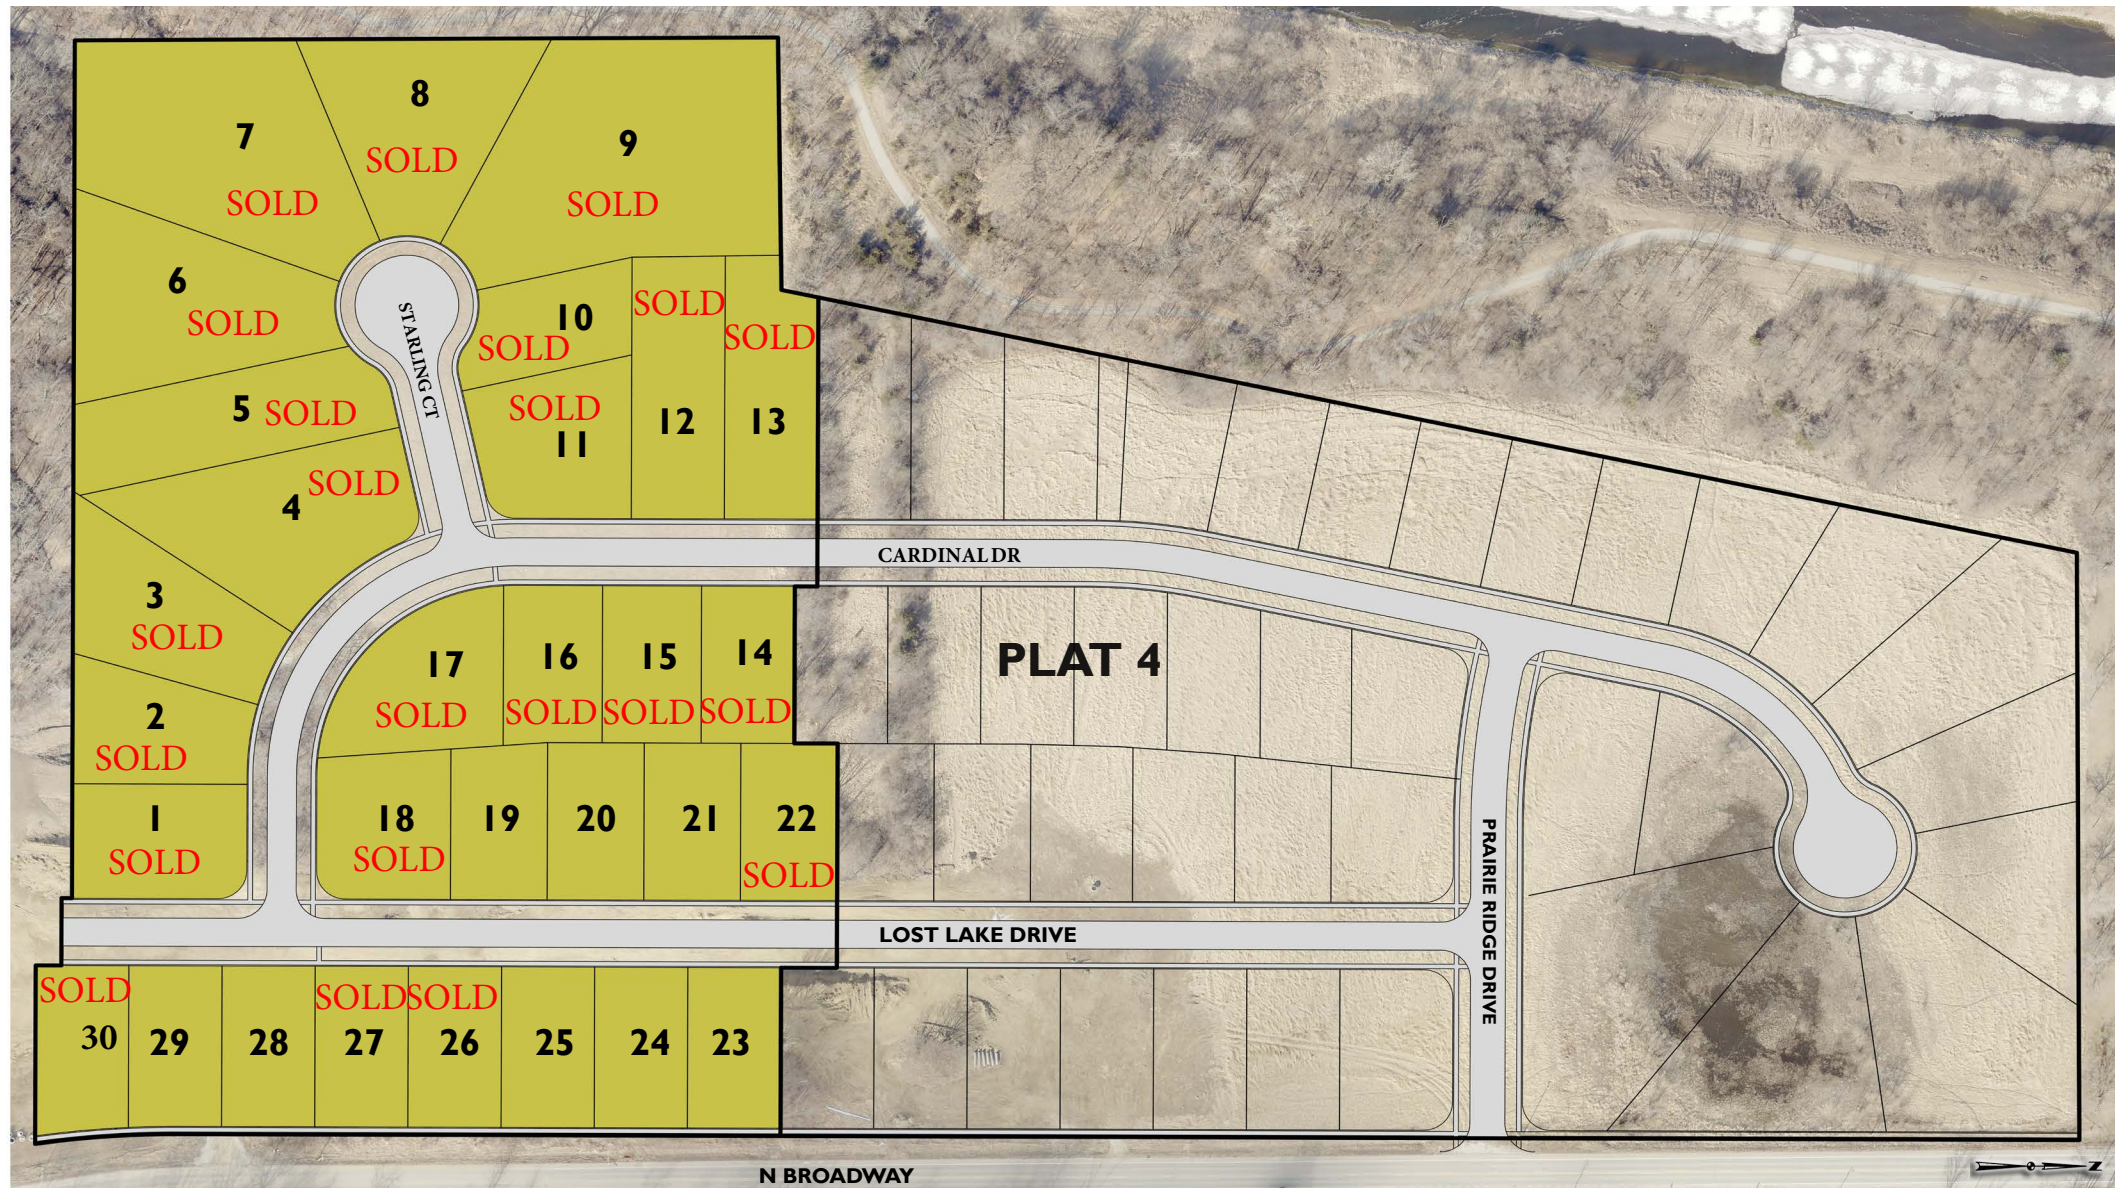 7
SOLD
8
SOLD
9
SOLD
6
SOLD
STARLING CT
10
SOLD
SOLD
12
SOLD
13
5 SOLD
SOLD
11
SOLD
4
3
SOLD
2
SOLD
1
SOLD
CARDINAL DR
17
SOLD
16
SOLD
15
SOLD
14
SOLD
PLAT 4
18
SOLD
19
20
21
22
SOLD
PRAIRIE RIDGE DRIVE
LOST LAKE DRIVE
SOLD
30
29
28
SOLD
27
SOLD
26
25
24
23
N BROADWAY
Z